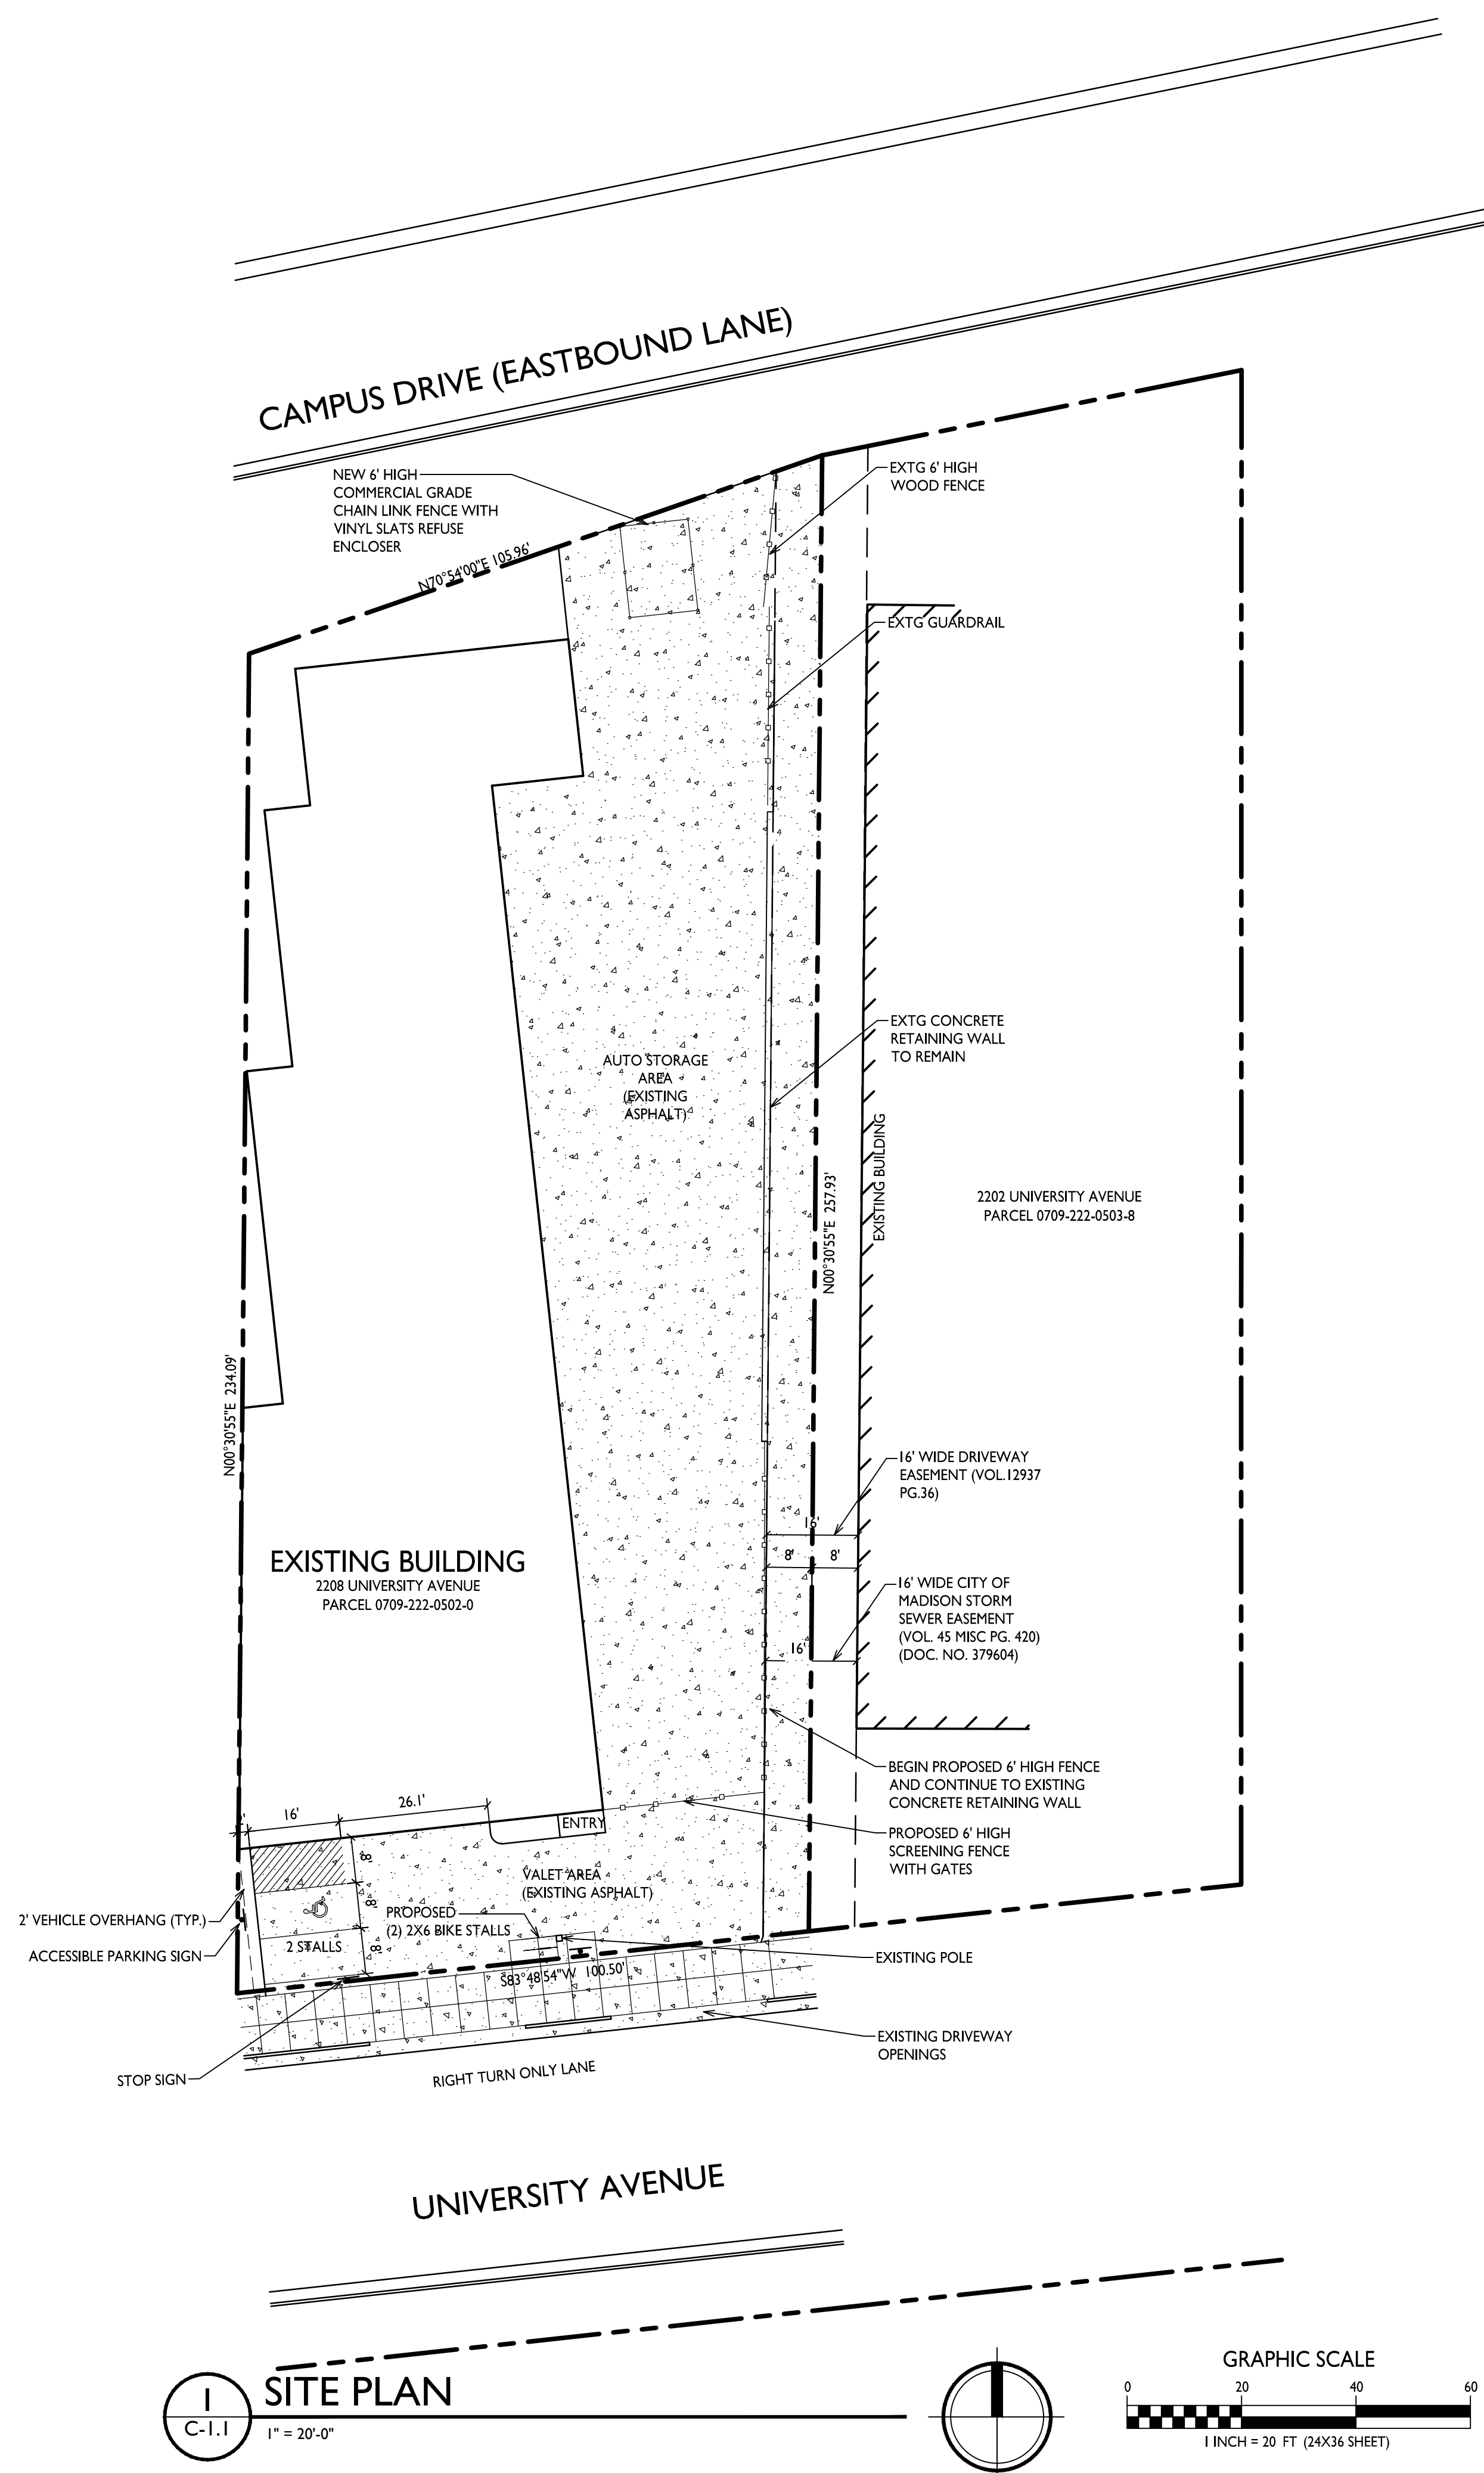 CAMPUS DRIVE (EASTBOUND LANE)
NEW 6' HIGH
COMMERCIAL GRADE
CHAIN LINK FENCE WITH
VINYL SLATS REFUSE
ENCLOSER
EXTG 6' HIGH
WOOD FENCE
N70°54'00"E 105.96'
EXTG GUARDRAIL
EXTG CONCRETE
RETAINING WALL
TO REMAIN
AUTO STORAGE
AREA
(EXISTING
ASPHALT)
EXISTING BUILDING
N00°30'55"E 257.93'
2202 UNIVERSITY AVENUE
PARCEL 0709-222-0503-8
N00°30'55"E 234.09'
16' WIDE DRIVEWAY
EASEMENT (VOL.12937
PG.36)
16'
8'
8'
EXISTING BUILDING
2208 UNIVERSITY AVENUE
PARCEL 0709-222-0502-0
16' WIDE CITY OF
MADISON STORM
SEWER EASEMENT
(VOL. 45 MISC PG. 420)
(DOC. NO. 379604)
16'
BEGIN PROPOSED 6' HIGH FENCE
AND CONTINUE TO EXISTING
CONCRETE RETAINING WALL
16'
26.1'
ENTRY
PROPOSED 6' HIGH
SCREENING FENCE
WITH GATES
8'
8'
8'
VALET AREA
(EXISTING ASPHALT)
PROPOSED
(2) 2X6 BIKE STALLS
2' VEHICLE OVERHANG (TYP.)
ACCESSIBLE PARKING SIGN
2 STALLS
EXISTING POLE
S83°48'54"W 100.50'
EXISTING DRIVEWAY
OPENINGS
STOP SIGN
RIGHT TURN ONLY LANE
UNIVERSITY AVENUE
1
C-1.1
SITE PLAN
1" = 20'-0"
GRAPHIC SCALE
0 20 40 60
1 INCH = 20 FT (24X36 SHEET)